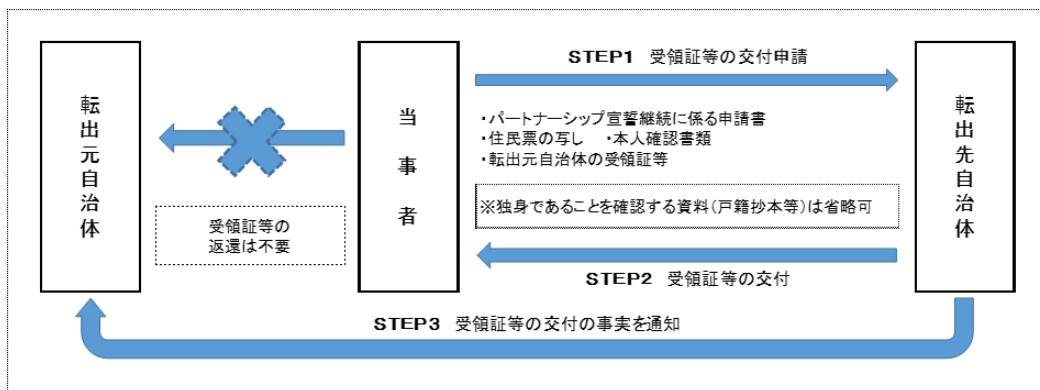 転出元自治体
受領証等の
返還は不要
当事者
STEP1 受領証等の交付申請
・パートナーシップ宣誓継続に係る申請書
・住民票の写し ・本人確認書類
・転出元自治体の受領証等
※独身であることを確認する資料(戸籍抄本等)は省略可
STEP2 受領証等の交付
転出先自治体
STEP3 受領証等の交付の事実を通知